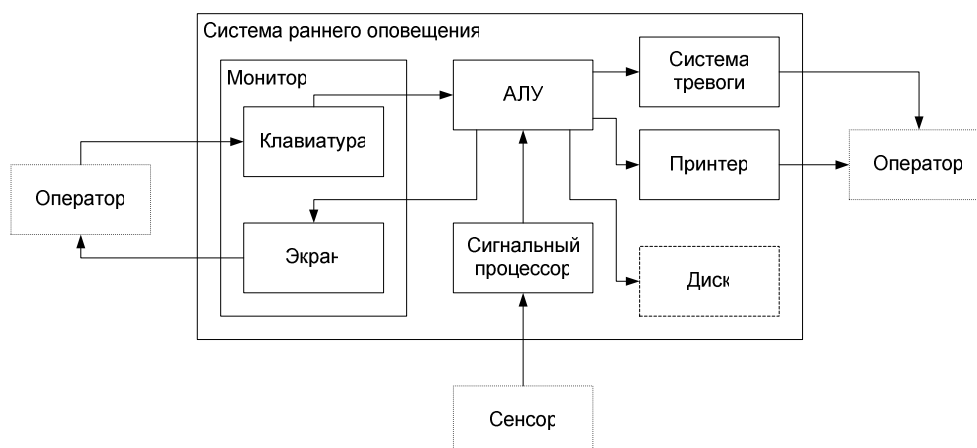 Система раннего оповещения
Монитор
Клавиатура
Экран
АЛУ
Сигнальный
процессор
Система
тревоги
Принтер
Диск
Оператор
Оператор
Сенсор